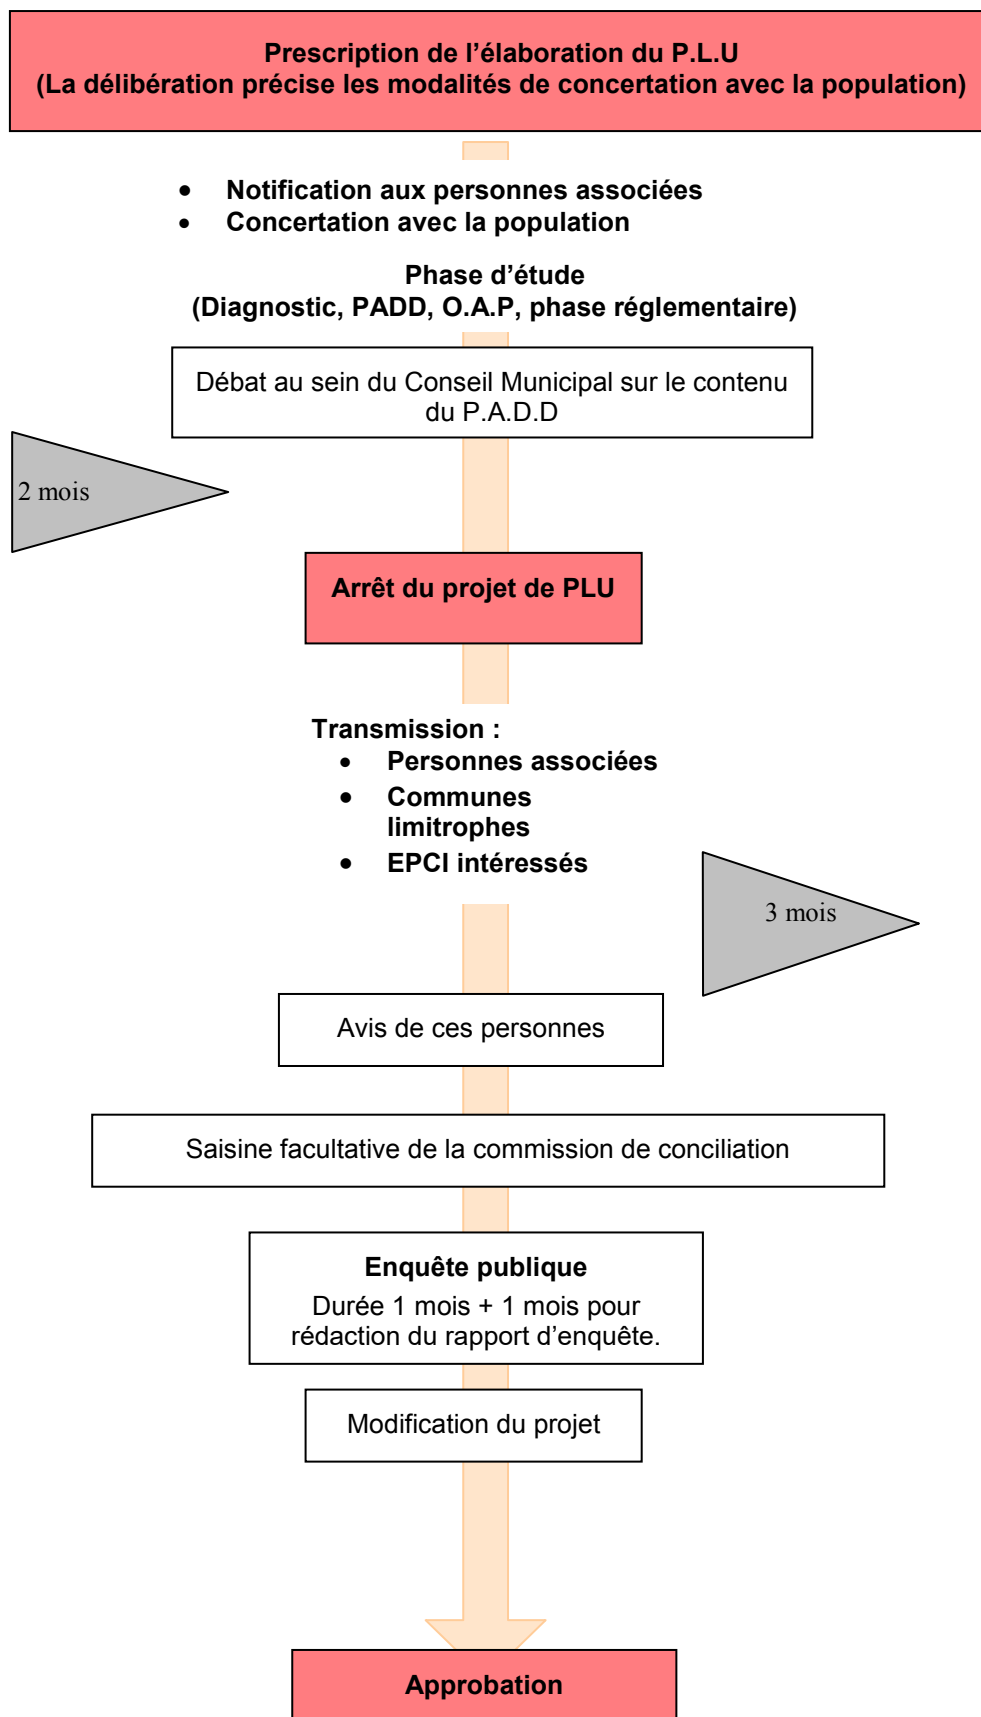 Prescription de l’élaboration du P.L.U
(La délibération précise les modalités de concertation avec la population)
• Notification aux personnes associées
• Concertation avec la population
Phase d’étude
(Diagnostic, PADD, O.A.P, phase réglementaire)
Débat au sein du Conseil Municipal sur le contenu
du P.A.D.D
2 mois
Arrêt du projet de PLU
Transmission :
• Personnes associées
• Communes
limitrophes
• EPCI intéressés
3 mois
Avis de ces personnes
Saisine facultative de la commission de conciliation
Enquête publique
Durée 1 mois + 1 mois pour
rédaction du rapport d’enquête.
Modification du projet
Approbation